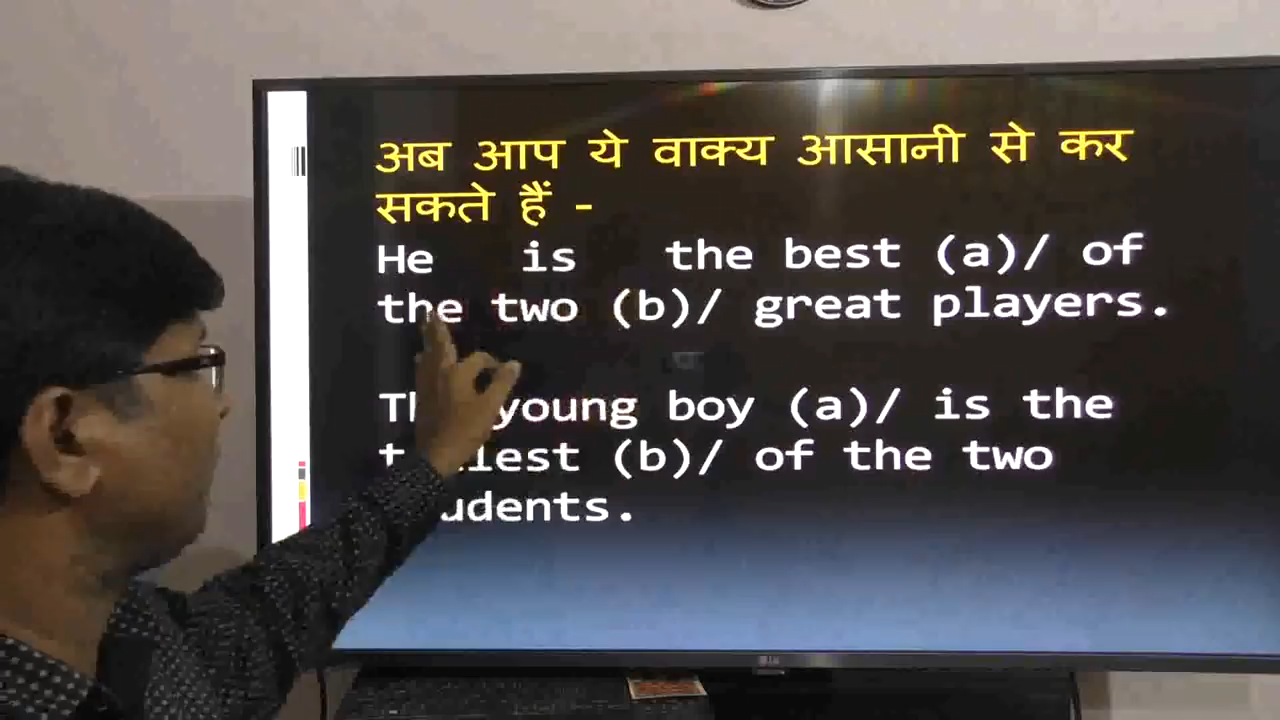 अब आप ये वाक्य आसानी से कर
सकते हैं -
He is the best (a)/ of
the two (b)/ great players.
young boy (a)/ is the
(b)/ of the two
LG